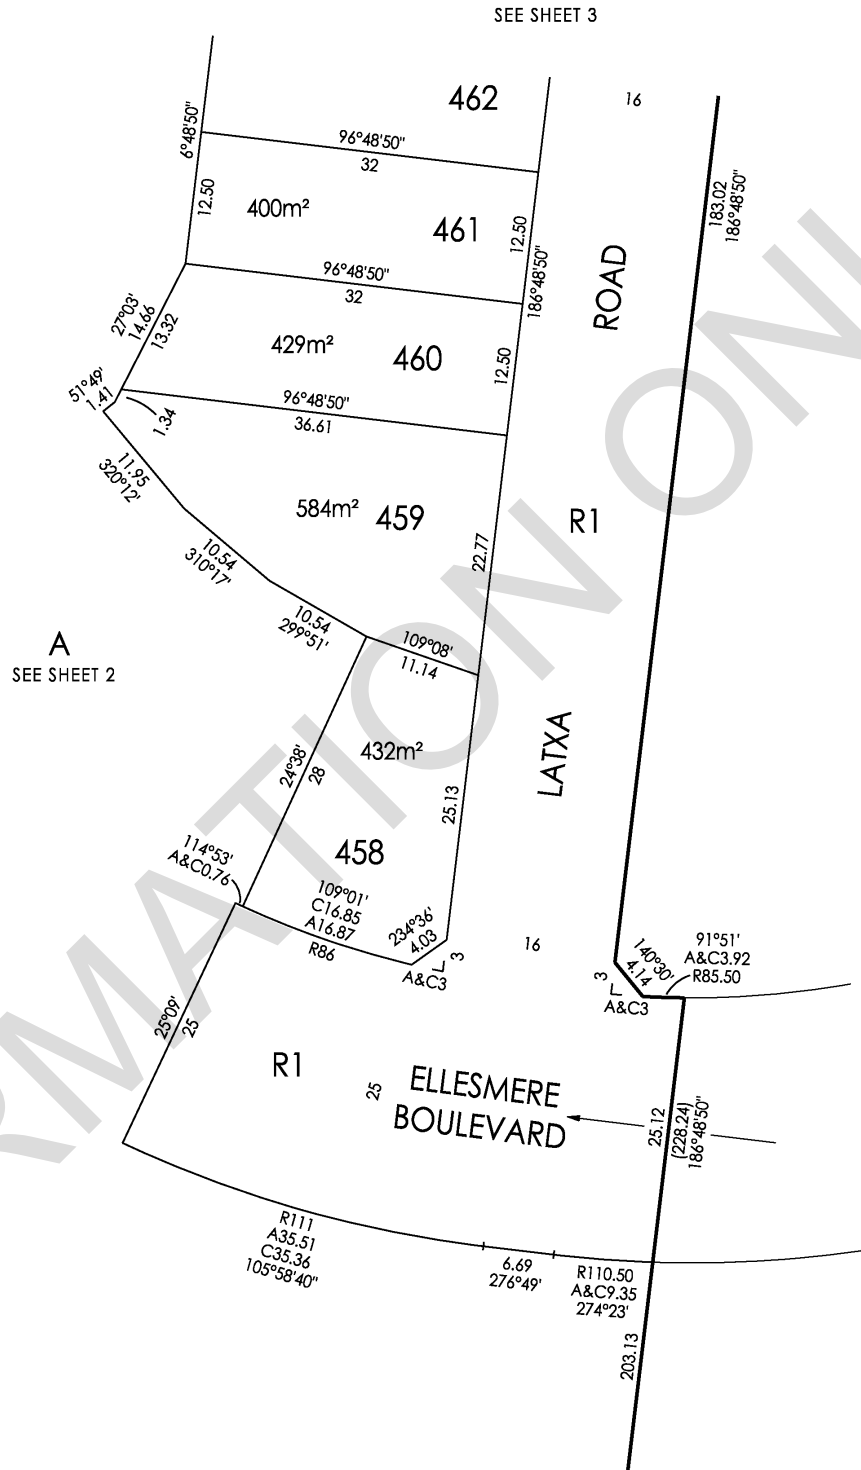 SEE SHEET 3
462
16
6°48'50"
96°48'50"
32
183.02
186°48'50"
12.50
400m²
461
12.50
186°48'50"
ROAD
96°48'50"
32
27°03'
14.66
13.32
429m²
460
12.50
51°49'
1.41
1.34
96°48'50"
36.61
11.95
320°12'
584m²
459
R1
22.77
10.54
310°17'
10.54
299°51'
A
SEE SHEET 2
109°08'
11.14
432m²
LATXA
24°38'
28
25.13
458
114°53'
A&C0.76
109°01'
C16.85
A16.87
R86
234°36'
4.03
3
A&C3
16
140°30'
4.14
3
A&C3
91°51'
A&C3.92
R85.50
25°09'
25
R1
25
ELLESMERE
BOULEVARD
25.12
(228.24)
186°48'50"
R111
A35.51
C35.36
105°58'40"
6.69
276°49'
R110.50
A&C9.35
274°23'
203.13
RMATION ONL